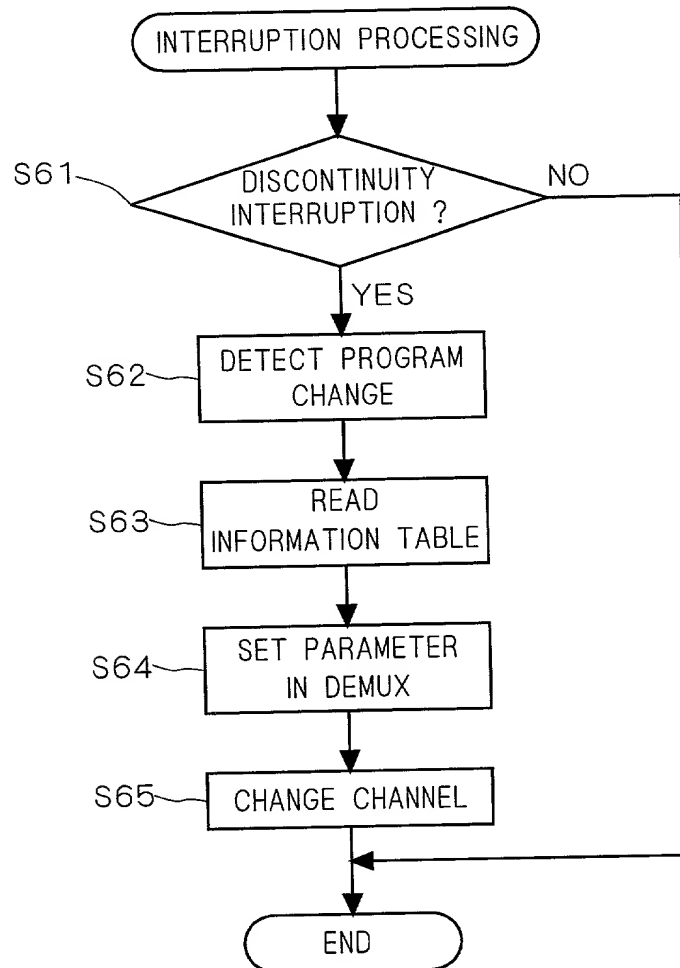 INTERRUPTION PROCESSING
S61
DISCONTINUITY
INTERRUPTION ?
NO
YES
S62
DETECT PROGRAM
CHANGE
S63
READ
INFORMATION TABLE
S64
SET PARAMETER
IN DEMUX
S65
CHANGE CHANNEL
END